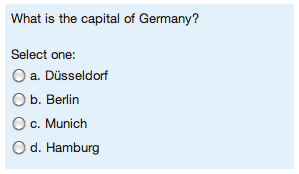 What is the capital of Germany?
Select one:
a. Düsseldorf
b. Berlin
c. Munich
d. Hamburg